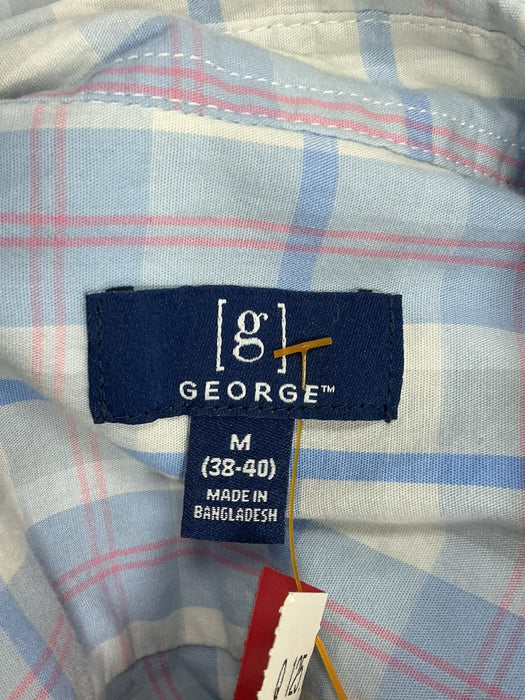 [g]
GEORGE™
M
(38-40)
MADE IN
BANGLADESH